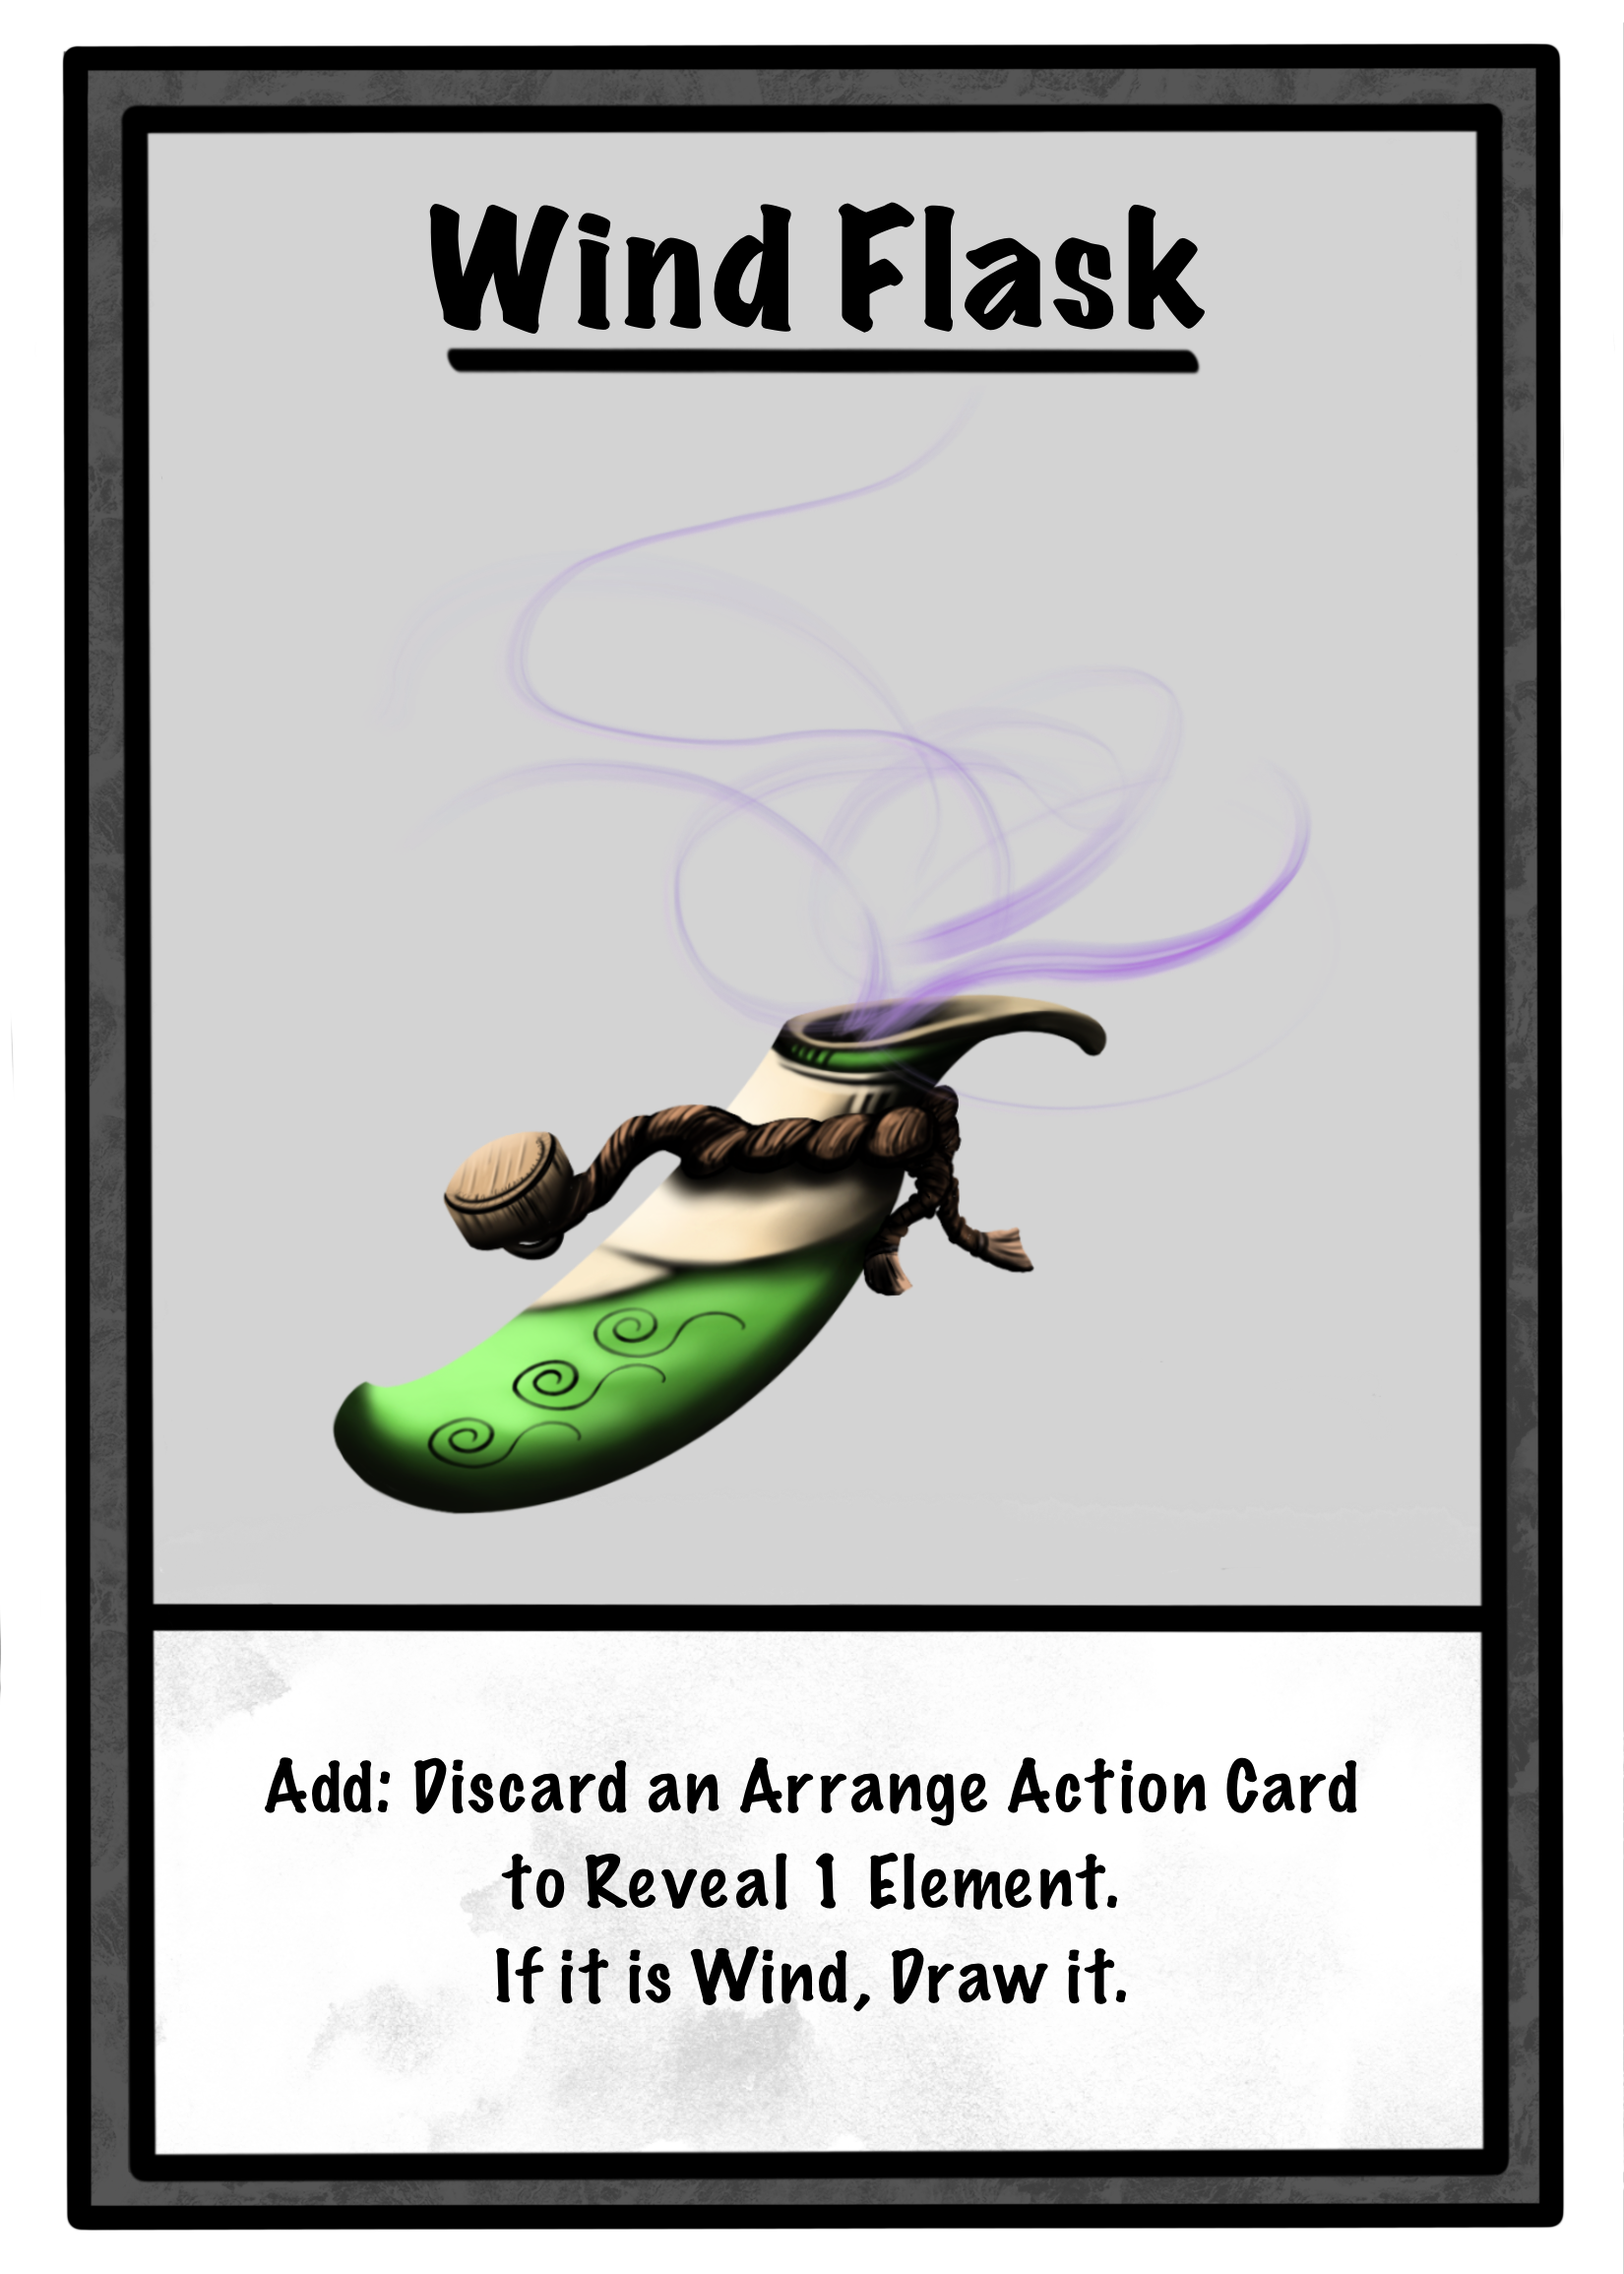 Wind Flask
Add: Discard an Arrange Action Card
to Reveal 1 Element.
If it is Wind, Draw it.